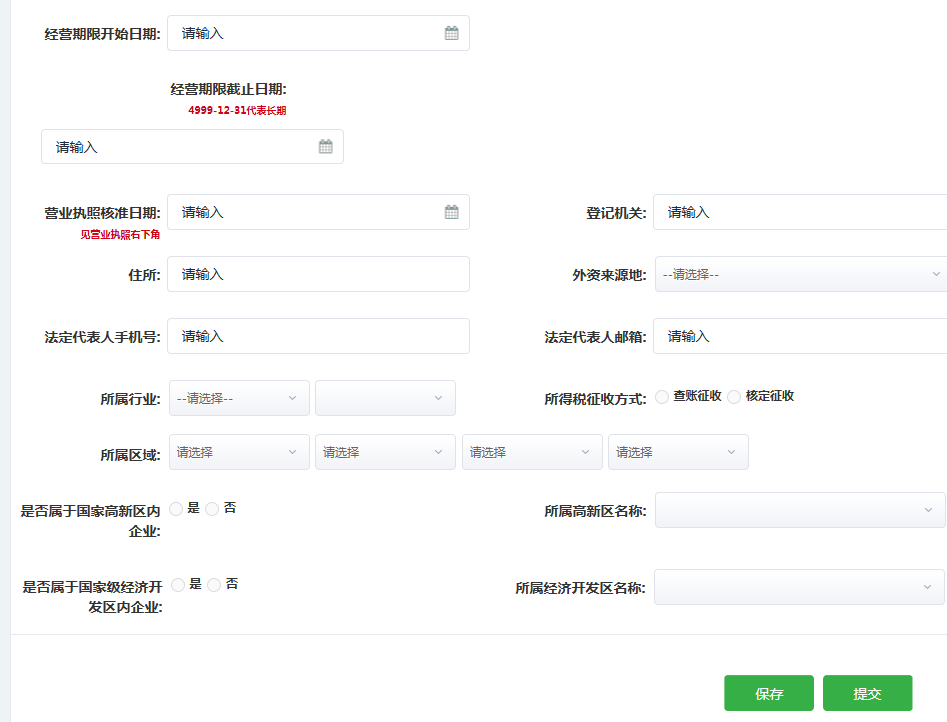 经营期限开始日期: 请输入
经营期限截止日期:
4999-12-31代表长期
请输入
营业执照核准日期: 请输入 登记机关: 请输入
见营业执照右下角
住所: 请输入 外资来源地: --请选择--
法定代表人手机号: 请输入 法定代表人邮箱: 请输入
所属行业: --请选择-- 所得税征收方式: 查账征收 核定征收
所属区域: 请选择 请选择 请选择 请选择
是否属于国家高新区内 是 否 所属高新区名称:
企业:
是否属于国家级经济开 是 否 所属经济开发区名称:
发区内企业:
保存 提交